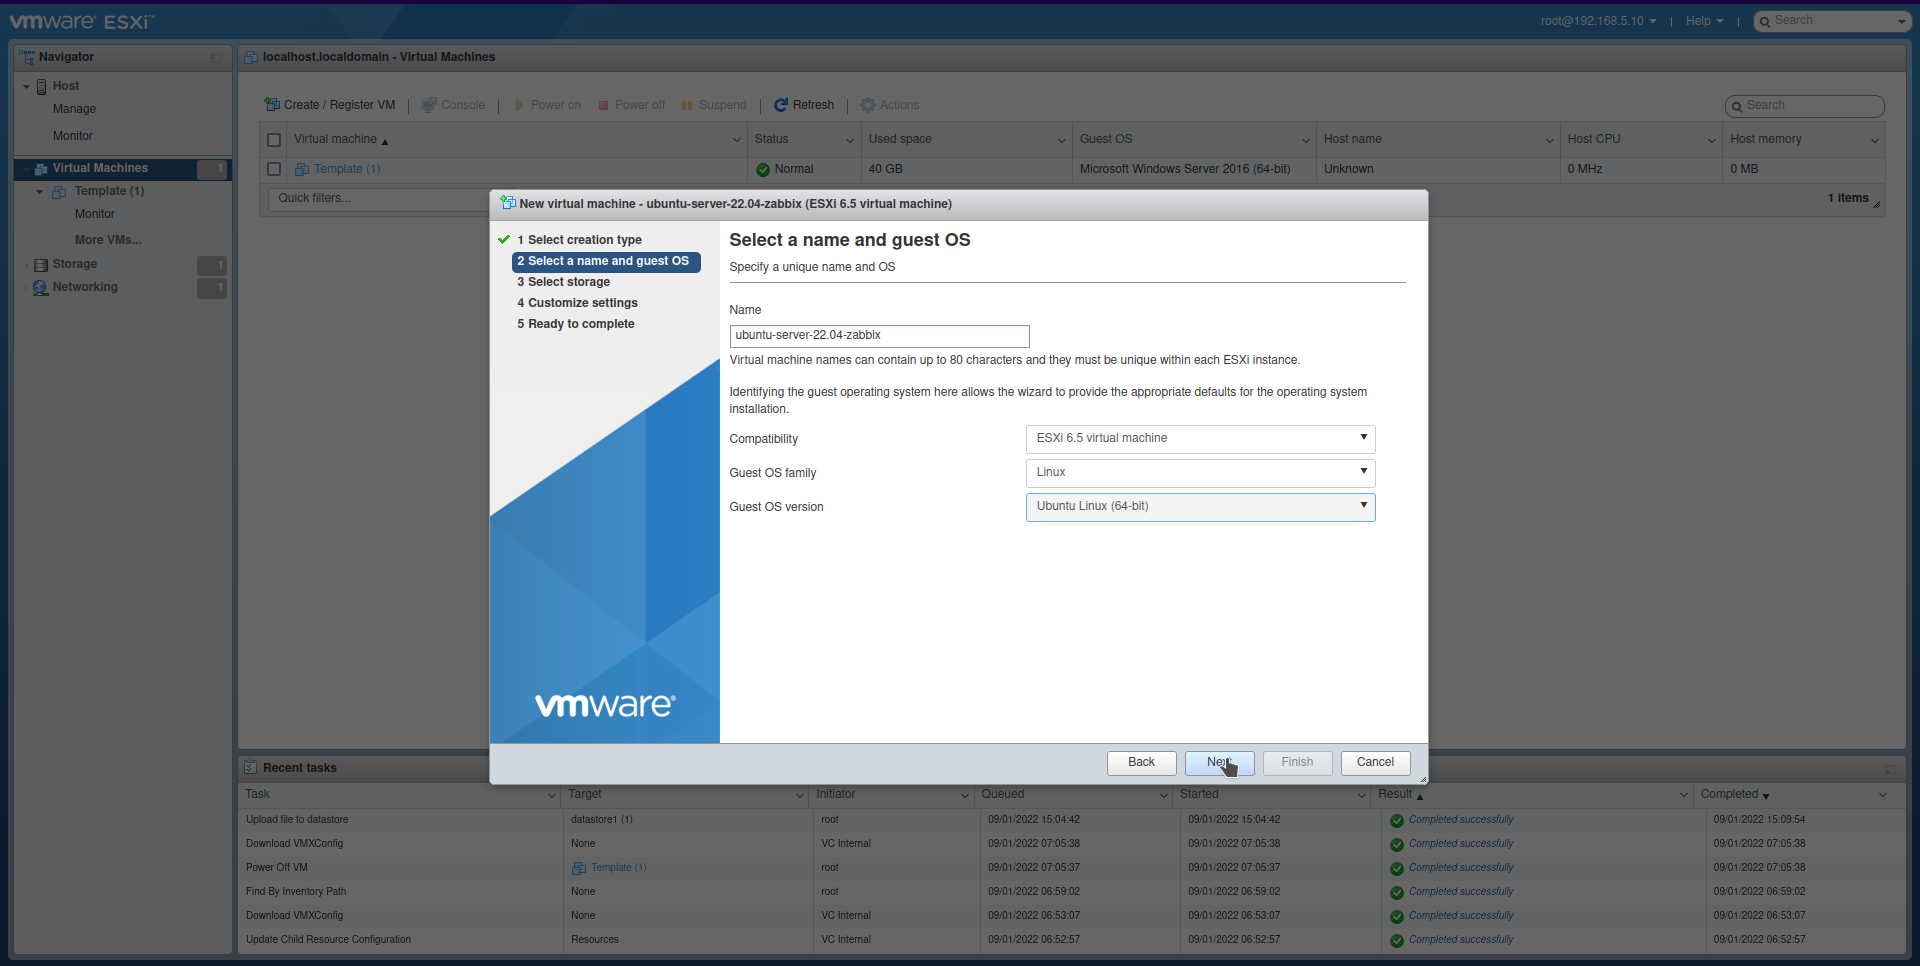 vmware ESXi™
root@192.168.5.10 | Help | Search
Navigator
Host
Manage
Monitor
Virtual Machines 1
Template (1)
Monitor
More VMs...
Storage 1
Networking 1
localhost.localdomain - Virtual Machines
Create / Register VM | Console | Power on Power off Suspend | Refresh | Actions
Search
Virtual machine Status Used space Guest OS Host name Host CPU Host memory
Template (1) Normal 40 GB Microsoft Windows Server 2016 (64-bit) Unknown 0 MHz 0 MB
Quick filters...
1 items
New virtual machine - ubuntu-server-22.04-zabbix (ESXi 6.5 virtual machine)
1 Select creation type
2 Select a name and guest OS
3 Select storage
4 Customize settings
5 Ready to complete
vmware®
Select a name and guest OS
Specify a unique name and OS
Name
ubuntu-server-22.04-zabbix
Virtual machine names can contain up to 80 characters and they must be unique within each ESXi instance.
Identifying the guest operating system here allows the wizard to provide the appropriate defaults for the operating system
installation.
Compatibility ESXi 6.5 virtual machine
Guest OS family Linux
Guest OS version Ubuntu Linux (64-bit)
Back Next Finish Cancel
Recent tasks
Task Target Initiator Queued Started Result Completed
Upload file to datastore datastore1 (1) root 09/01/2022 15:04:42 09/01/2022 15:04:42 Completed successfully 09/01/2022 15:09:54
Download VMXConfig None VC Internal 09/01/2022 07:05:38 09/01/2022 07:05:38 Completed successfully 09/01/2022 07:05:38
Power Off VM Template (1) root 09/01/2022 07:05:37 09/01/2022 07:05:37 Completed successfully 09/01/2022 07:05:38
Find By Inventory Path None root 09/01/2022 06:59:02 09/01/2022 06:59:02 Completed successfully 09/01/2022 06:59:02
Download VMXConfig None VC Internal 09/01/2022 06:53:07 09/01/2022 06:53:07 Completed successfully 09/01/2022 06:53:07
Update Child Resource Configuration Resources VC Internal 09/01/2022 06:52:57 09/01/2022 06:52:57 Completed successfully 09/01/2022 06:52:57